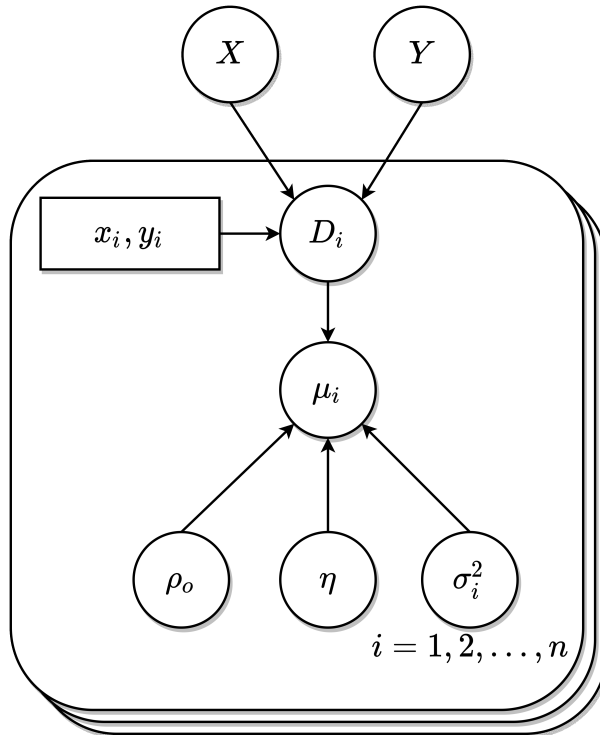 X Y
x_i, y_i D_i
μ_i
ρ_o η σ_i^2
i = 1, 2, . . . , n